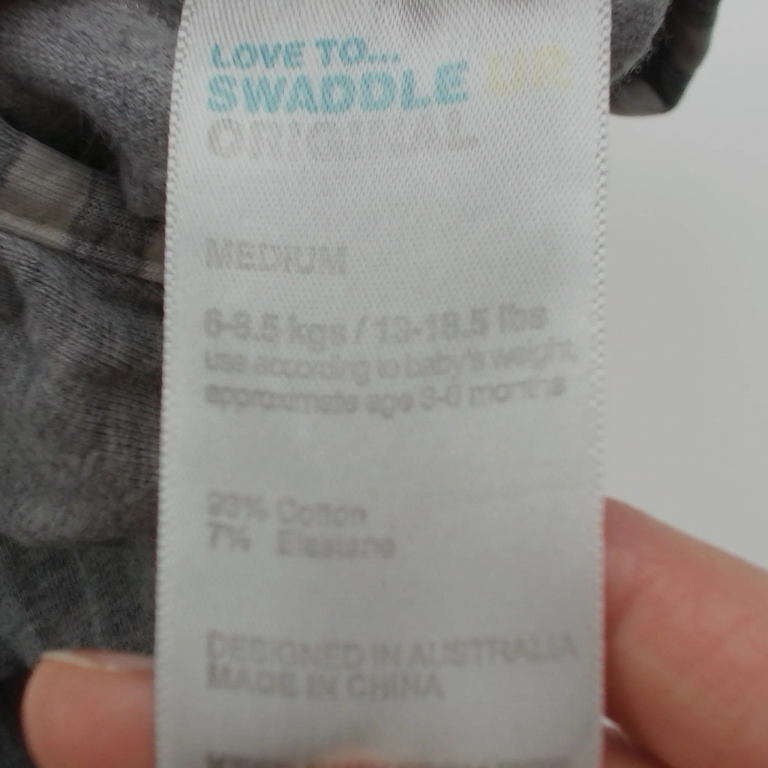 LOVE TO...
SWADDLE UP
ORIGINAL
MEDIUM
6-8.5 kgs / 13-18.5 lbs
use according to baby's weight,
approximate age 3-6 months
93% Cotton
7% Elastane
DESIGNED IN AUSTRALIA
MADE IN CHINA